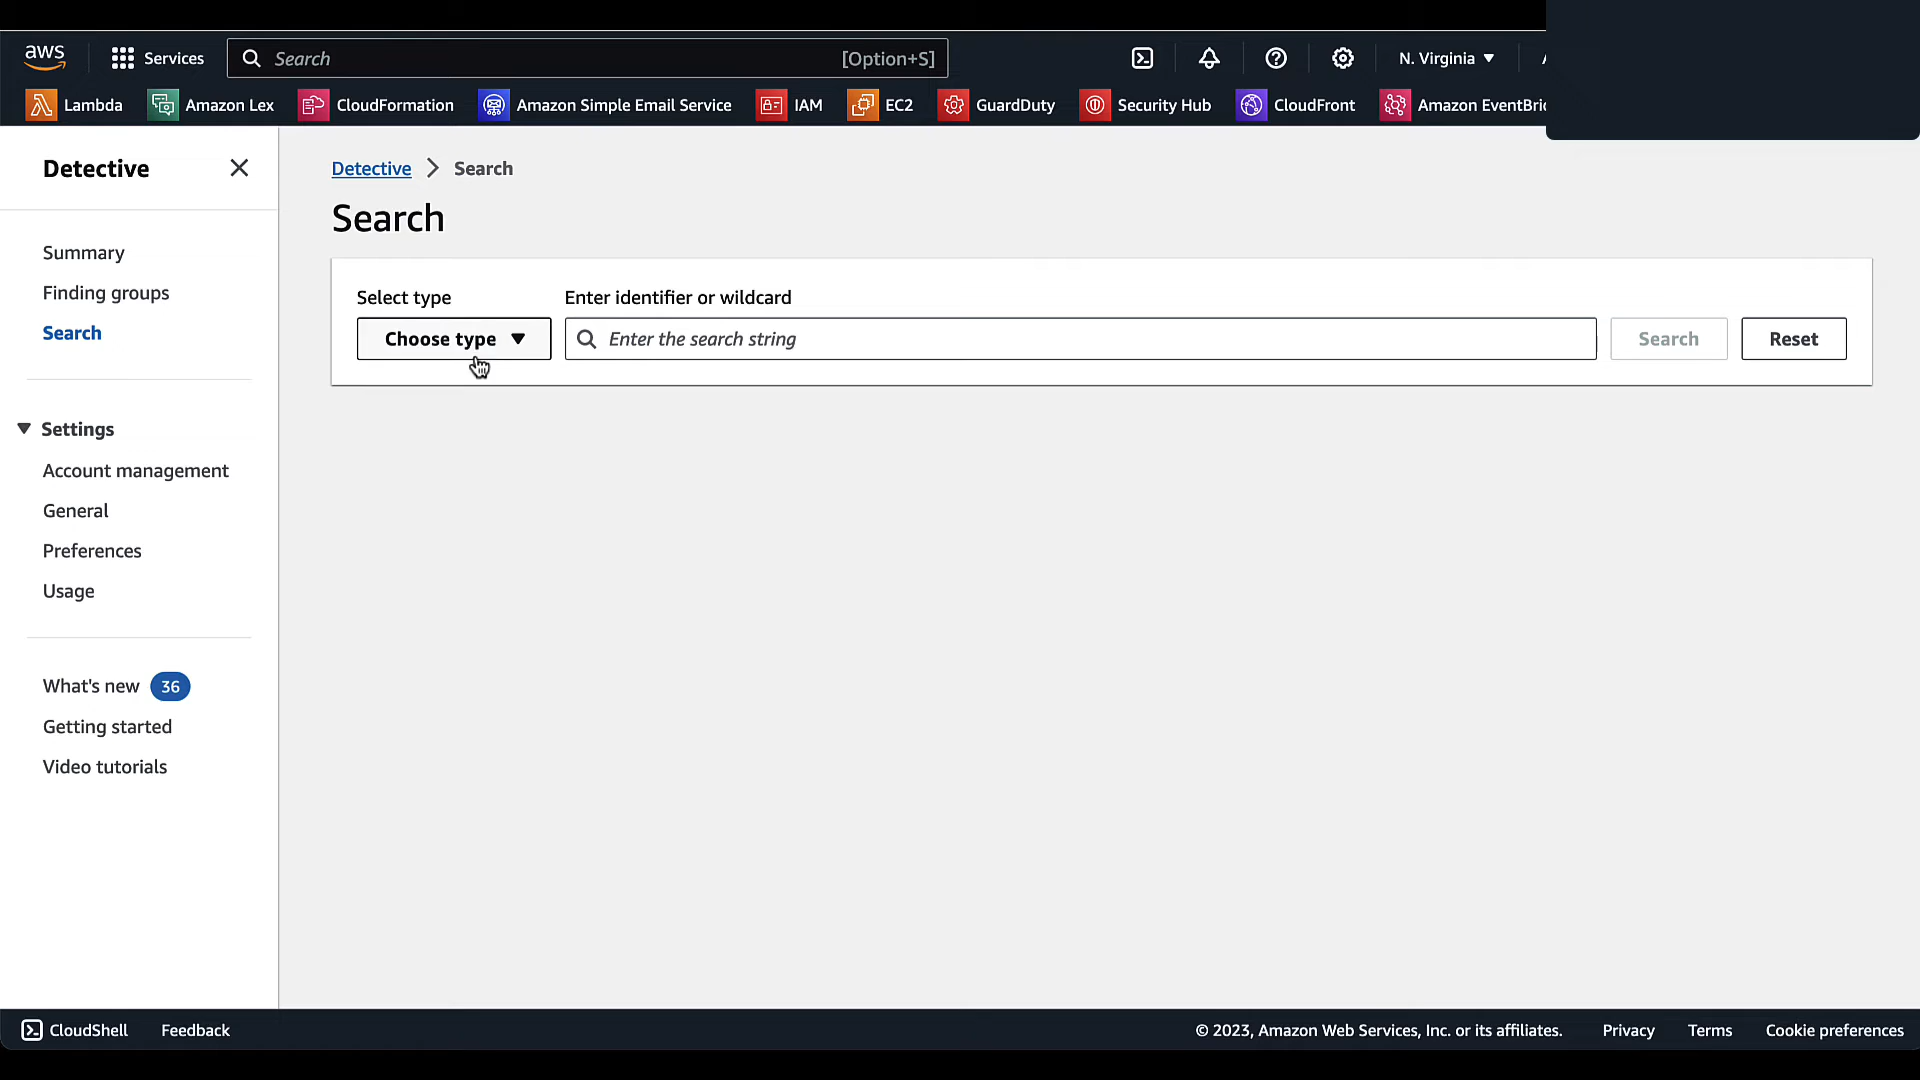 aws
Services
Search
[Option+S]
N. Virginia
Lambda
Amazon Lex
CloudFormation
Amazon Simple Email Service
IAM
EC2
GuardDuty
Security Hub
CloudFront
Amazon EventBri
Detective
Detective
Search
Search
Summary
Finding groups
Search
Settings
Account management
General
Preferences
Usage
What's new 36
Getting started
Video tutorials
Select type
Enter identifier or wildcard
Choose type
Enter the search string
Search
Reset
CloudShell
Feedback
© 2023, Amazon Web Services, Inc. or its affiliates.
Privacy
Terms
Cookie preferences